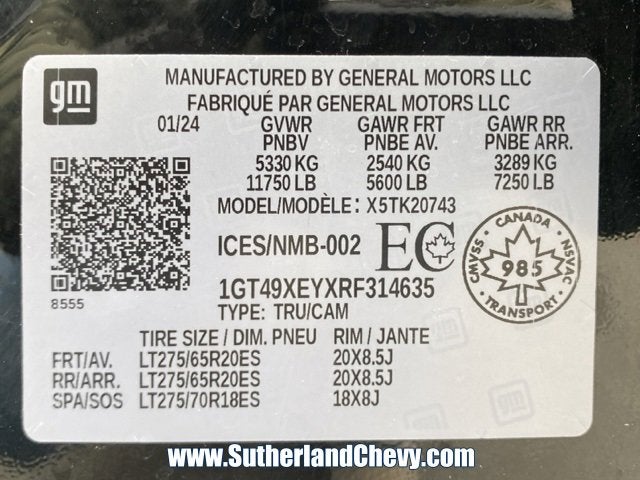 gm
MANUFACTURED BY GENERAL MOTORS LLC
FABRIQUÉ PAR GENERAL MOTORS LLC
01/24 GVWR GAWR FRT GAWR RR
PNBV PNBE AV. PNBE ARR.
5330 KG 2540 KG 3289 KG
11750 LB 5600 LB 7250 LB
MODEL/MODÈLE: X5TK20743
ICES/NMB-002 EC
CANADA
CMVSS 985 NSVAC
TRANSPORT
8555
1GT49XEYXRF314635
TYPE: TRU/CAM
TIRE SIZE / DIM. PNEU RIM / JANTE
FRT/AV. LT275/65R20ES 20X8.5J
RR/ARR. LT275/65R20ES 20X8.5J
SPA/SOS LT275/70R18ES 18X8J
gm
www.SutherlandChevy.com